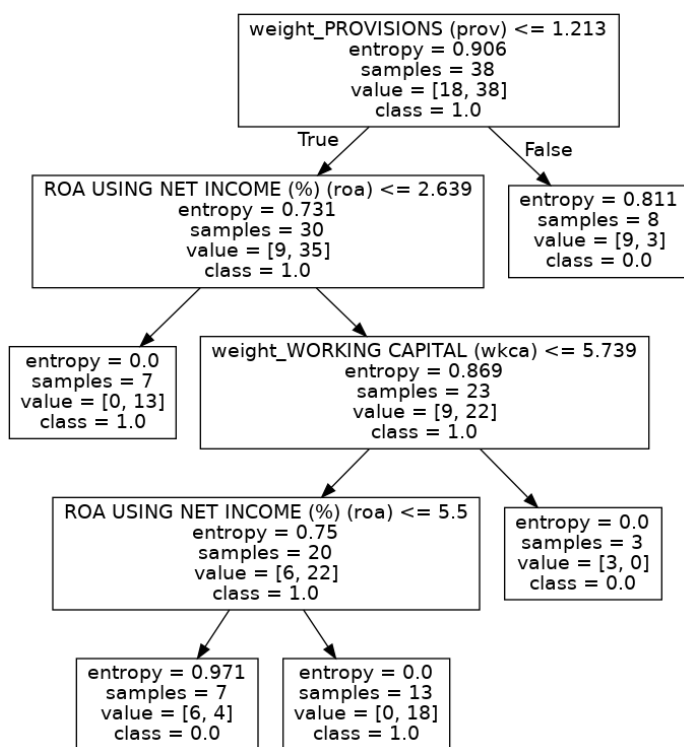 weight_PROVISIONS (prov) <= 1.213
entropy = 0.906
samples = 38
value = [18, 38]
class = 1.0
True
False
ROA USING NET INCOME (%) (roa) <= 2.639
entropy = 0.731
samples = 30
value = [9, 35]
class = 1.0
entropy = 0.811
samples = 8
value = [9, 3]
class = 0.0
entropy = 0.0
samples = 7
value = [0, 13]
class = 1.0
weight_WORKING CAPITAL (wkca) <= 5.739
entropy = 0.869
samples = 23
value = [9, 22]
class = 1.0
ROA USING NET INCOME (%) (roa) <= 5.5
entropy = 0.75
samples = 20
value = [6, 22]
class = 1.0
entropy = 0.0
samples = 3
value = [3, 0]
class = 0.0
entropy = 0.971
samples = 7
value = [6, 4]
class = 0.0
entropy = 0.0
samples = 13
value = [0, 18]
class = 1.0